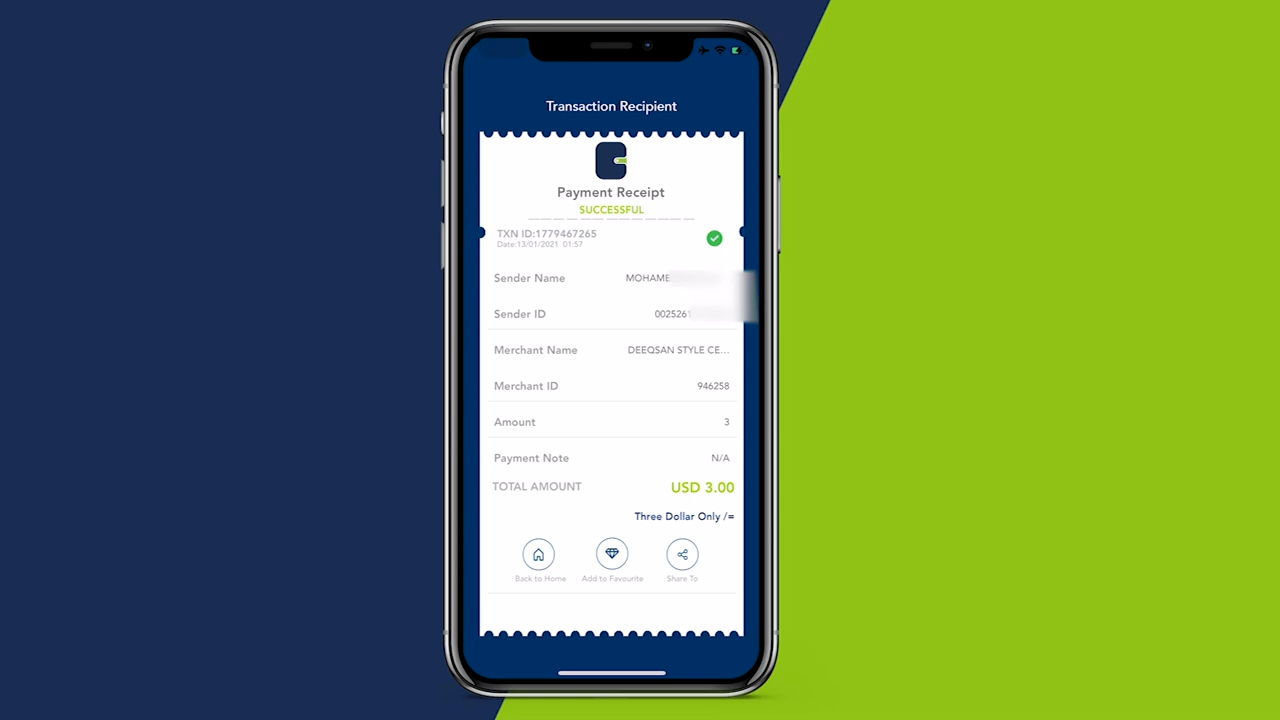 Transaction Recipient
Payment Receipt
SUCCESSFUL
TXN ID:1779467265
Date:13/01/2021 01:57
Sender Name MOHAME
Sender ID 0025261
Merchant Name DEEQSAN STYLE CE...
Merchant ID 946258
Amount 3
Payment Note N/A
TOTAL AMOUNT USD 3.00
Three Dollar Only /=
Back to Home Add to Favourite Share To